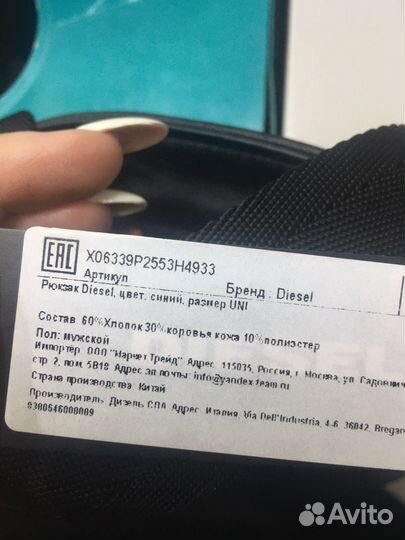 EAC
X06339P2553H4933
Артикул
Бренд : Diesel
Рюкзак Diesel, цвет: синий, размер UNI
Состав: 60%Хлопок 30%коровья кожа 10%полиэстер
Пол: мужской
Импортер: ООО "Маркет.Трейд" Адрес: 115035, Россия, г. Москва, ул. Садовнич
стр. 2, пом. 5В18 Адрес эл.почты: info@yandex-team.ru
Страна производства: Китай
Производитель: Дизель СПА, Адрес: Италия, Via Dell'Industria, 4-6, 36042, Bregan
8300646000009
Avito